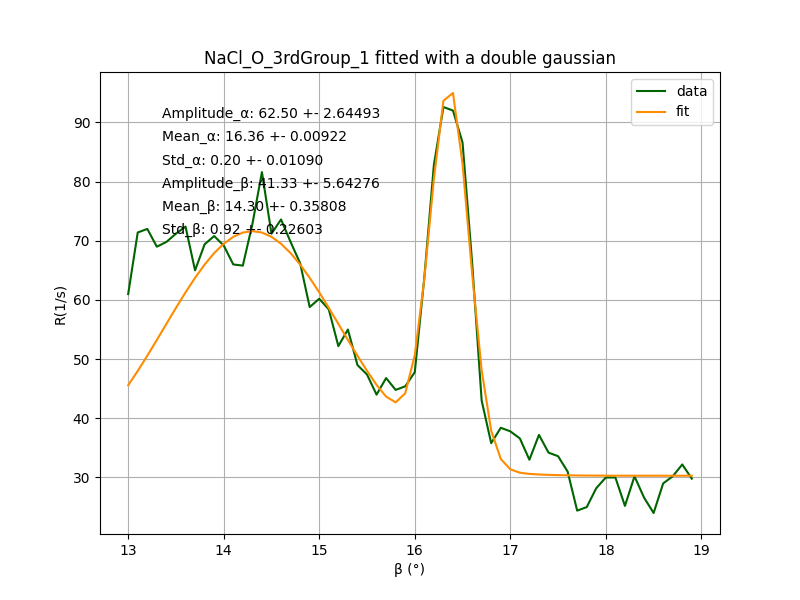 NaCl_O_3rdGroup_1 fitted with a double gaussian
data
fit
Amplitude_α: 62.50 +- 2.64493
Mean_α: 16.36 +- 0.00922
Std_α: 0.20 +- 0.01090
Amplitude_β: 41.33 +- 5.64276
Mean_β: 14.30 +- 0.35808
Std_β: 0.92 +- 0.22603
90
80
70
60
50
40
30
R(1/s)
13 14 15 16 17 18 19
β (°)